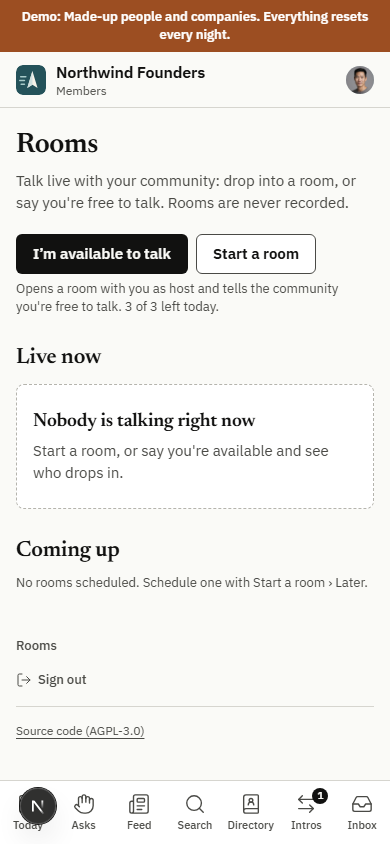 Demo: Made-up people and companies. Everything resets
every night.
Northwind Founders
Members
Rooms
Talk live with your community: drop into a room, or
say you're free to talk. Rooms are never recorded.
I'm available to talk
Start a room
Opens a room with you as host and tells the community
you're free to talk. 3 of 3 left today.
Live now
Nobody is talking right now
Start a room, or say you're available and see
who drops in.
Coming up
No rooms scheduled. Schedule one with Start a room › Later.
Rooms
Sign out
Source code (AGPL-3.0)
N
1
Today
Asks
Feed
Search
Directory
Intros
Inbox